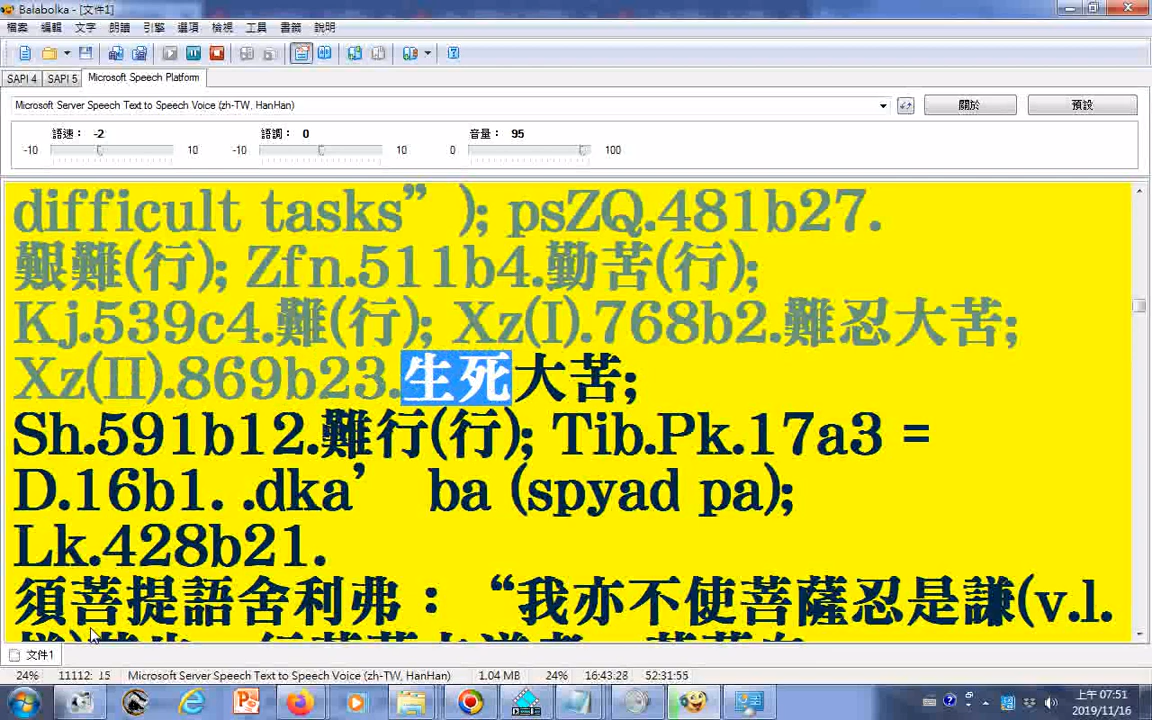 Balabolka - [文件1]
檔案 編輯 文字 朗讀 引擎 選項 檢視 工具 書籤 說明
SAPI 4 SAPI 5 Microsoft Speech Platform
Microsoft Server Speech Text to Speech Voice (zh-TW, HanHan) 關於 預設
語速： -2 語調： 0 音量： 95
-10 10 -10 10 0 100
difficult tasks”); psZQ.481b27.
艱難(行); Zfn.511b4.勤苦(行);
Kj.539c4.難(行); Xz(I).768b2.難忍大苦;
Xz(II).869b23.生死大苦;
Sh.591b12.難行(行); Tib.Pk.17a3 =
D.16b1. .dka’ ba (spyad pa);
Lk.428b21.
須菩提語舍利弗：“我亦不使菩薩忍是謙(v.l.
文件1
24% 11112: 15 Microsoft Server Speech Text to Speech Voice (zh-TW, HanHan) 1.04 MB 24% 16:43:28 52:31:55
上午 07:51
2019/11/16